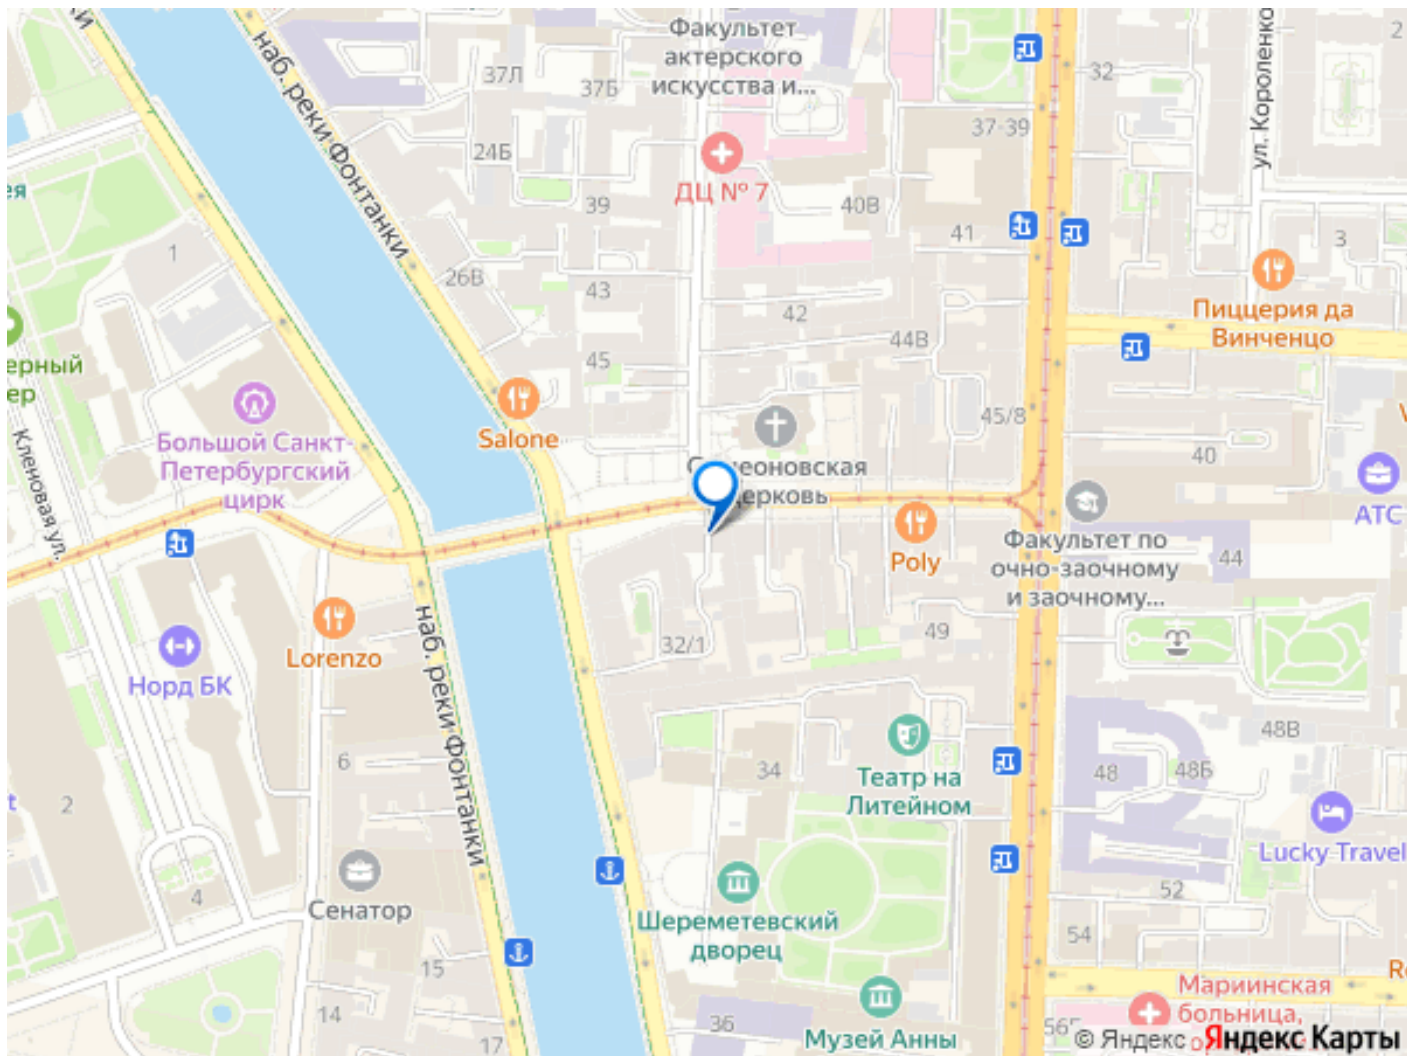 Факультет
актерского
искусства и...
наб. реки Фонтанки
37Л
37Б
32
2
ул. Короленко
37-39
24Б
ДЦ № 7
39
40В
41
3
1
26В
43
42
Пиццерия да
Винченцо
44В
45
45/8
ерный
ер
Большой Санкт-
Петербургский
цирк
Salone
40
Кленовая ул.
АТС
Poly
Факультет по
очно-заочному
и заочному...
44
наб. реки Фонтанки
Lorenzo
Норд БК
32/1
49
48В
6
34
Театр на
Литейном
48
48Б
2
Lucky Travel
4
Сенатор
Шереметевский
дворец
52
54
15
14
17
36
Музей Анны
Мариинская
больница,
© Яндекс
Яндекс Карты